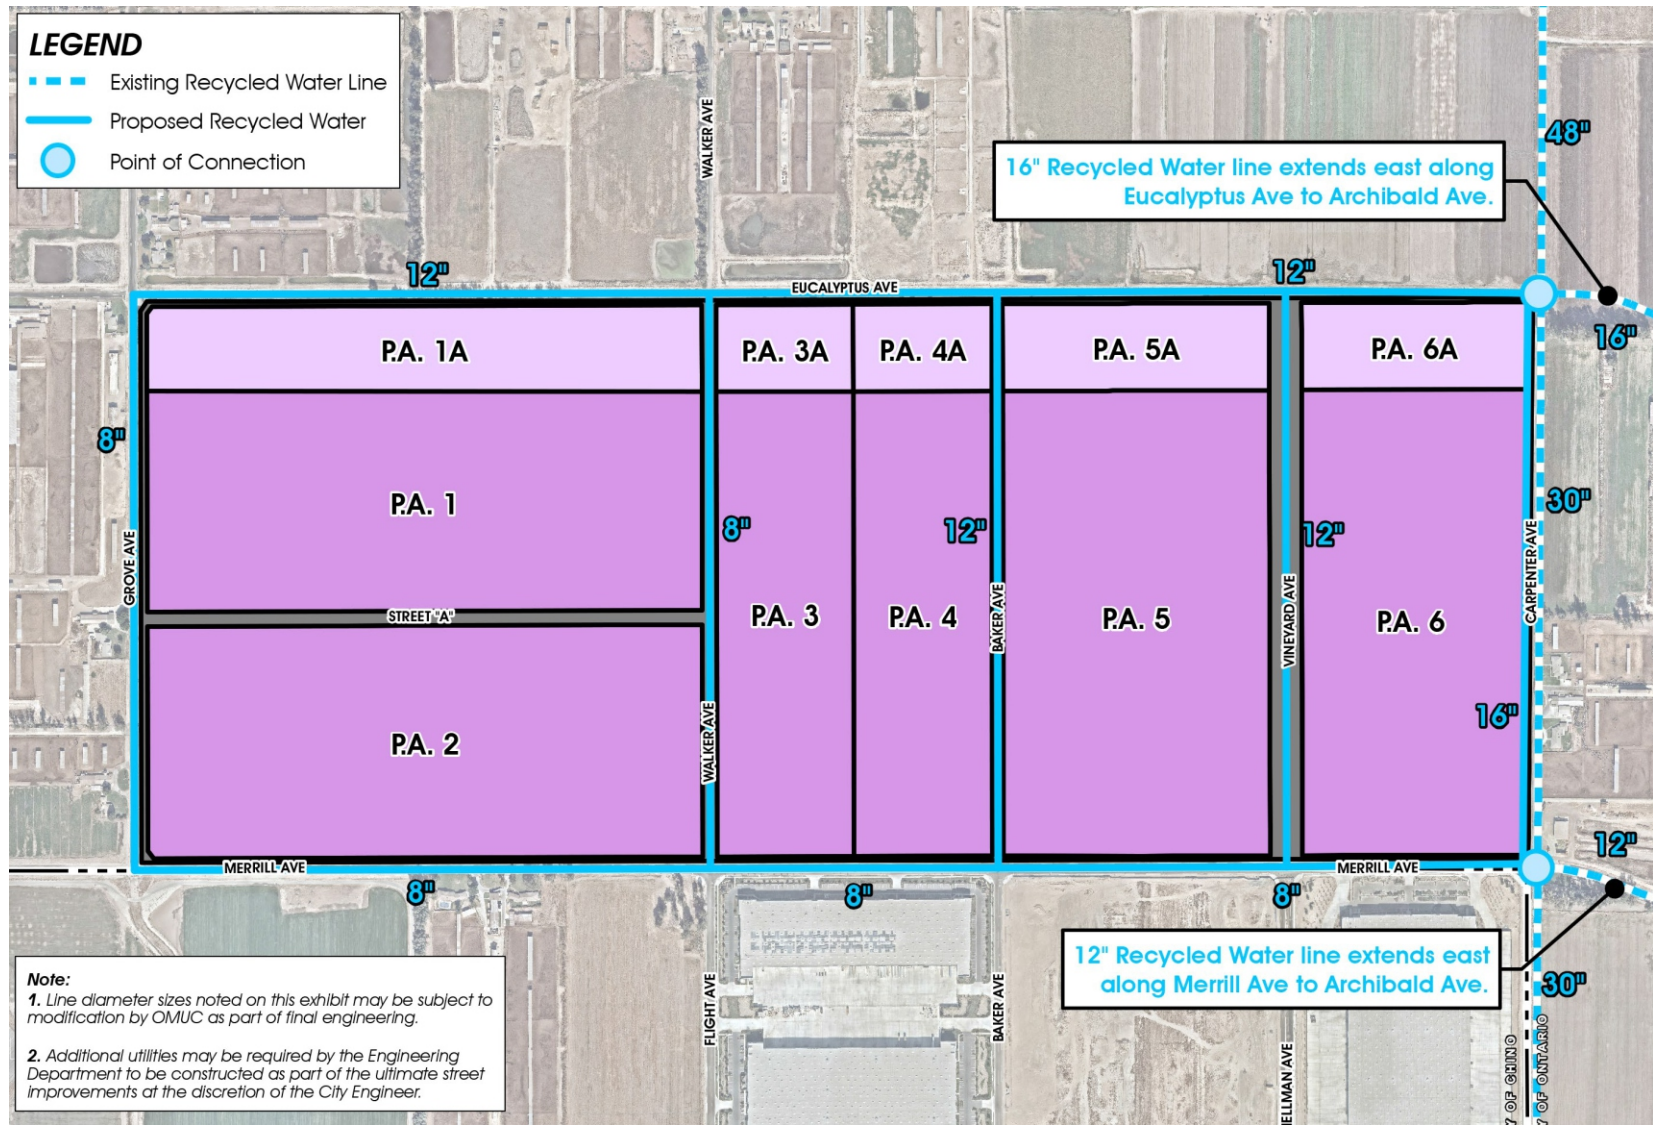 LEGEND
Existing Recycled Water Line
Proposed Recycled Water
Point of Connection
WALKER AVE
48"
16" Recycled Water line extends east along
Eucalyptus Ave to Archibald Ave.
12"
EUCALYPTUS AVE
12"
16"
P.A. 1A
P.A. 3A
P.A. 4A
P.A. 5A
P.A. 6A
8"
P.A. 1
8"
12"
12"
30"
GROVE AVE
STREET "A"
P.A. 3
P.A. 4
BAKER AVE
P.A. 5
VINEYARD AVE
P.A. 6
CARPENTER AVE
P.A. 2
WALKER AVE
16"
MERRILL AVE
MERRILL AVE
12"
8"
8"
8"
12" Recycled Water line extends east
along Merrill Ave to Archibald Ave.
30"
Note:
1. Line diameter sizes noted on this exhibit may be subject to
modification by OMUC as part of final engineering.
2. Additional utilities may be required by the Engineering
Department to be constructed as part of the ultimate street
improvements at the discretion of the City Engineer.
FLIGHT AVE
BAKER AVE
ELLMAN AVE
Y OF CHINO
Y OF ONTARIO